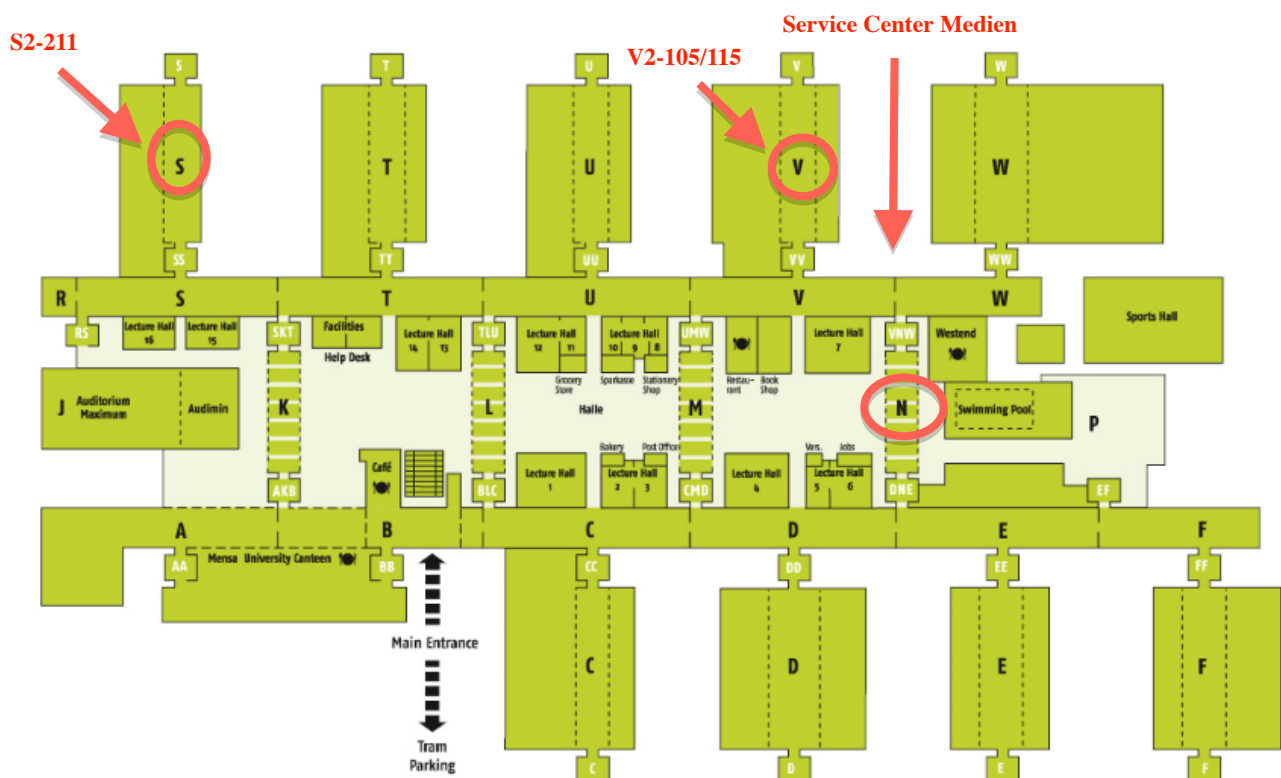 Service Center Medien
S2-211
V2-105/115
S
T
U
V
W
S
T
U
V
W
SS
TT
UU
VV
WW
R
S
T
U
V
W
RS
Lecture Hall
16
Lecture Hall
15
SKT
Facilities
Help Desk
Lecture Hall
14 13
TLU
Lecture Hall
12 11
Grocery
Store
Lecture Hall
10 9 8
Sparkasse
Stationery
Shop
UMW
Restau-
rant
Book
Shop
Lecture Hall
7
VNW
Westend
Sports Hall
J
Auditorium
Maximum
Audimin
K
L
Halle
M
N
Swimming Pool
P
Café
AKB
BLC
Lecture Hall
1
Bakery
Post Office
Lecture Hall
2 3
CMD
Lecture Hall
4
Vers.
Jobs
Lecture Hall
5 6
DNE
EF
A
B
C
D
E
F
Mensa University Canteen
AA
BB
CC
DD
EE
FF
Main Entrance
Tram
Parking
C
D
E
F
C
D
E
F